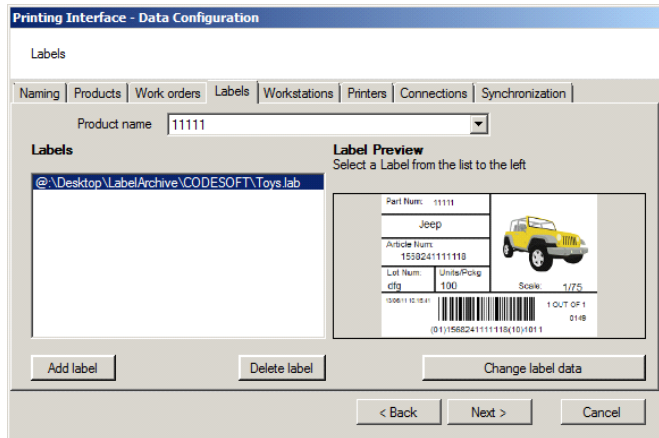 Printing Interface - Data Configuration
Labels
Naming Products Work orders Labels Workstations Printers Connections Synchronization
Product name 11111
Labels
Label Preview
Select a Label from the list to the left
@:\Desktop\LabelArchive\CODESOFT\Toys.lab
Part Num: 11111
Jeep
Article Num:
1568241111118
Lot Num: Units/Pckg
dfg 100 Scale: 1/75
1 OUT OF 1
0149
(01)1568241111118(10)1011
Add label Delete label Change label data
< Back Next > Cancel